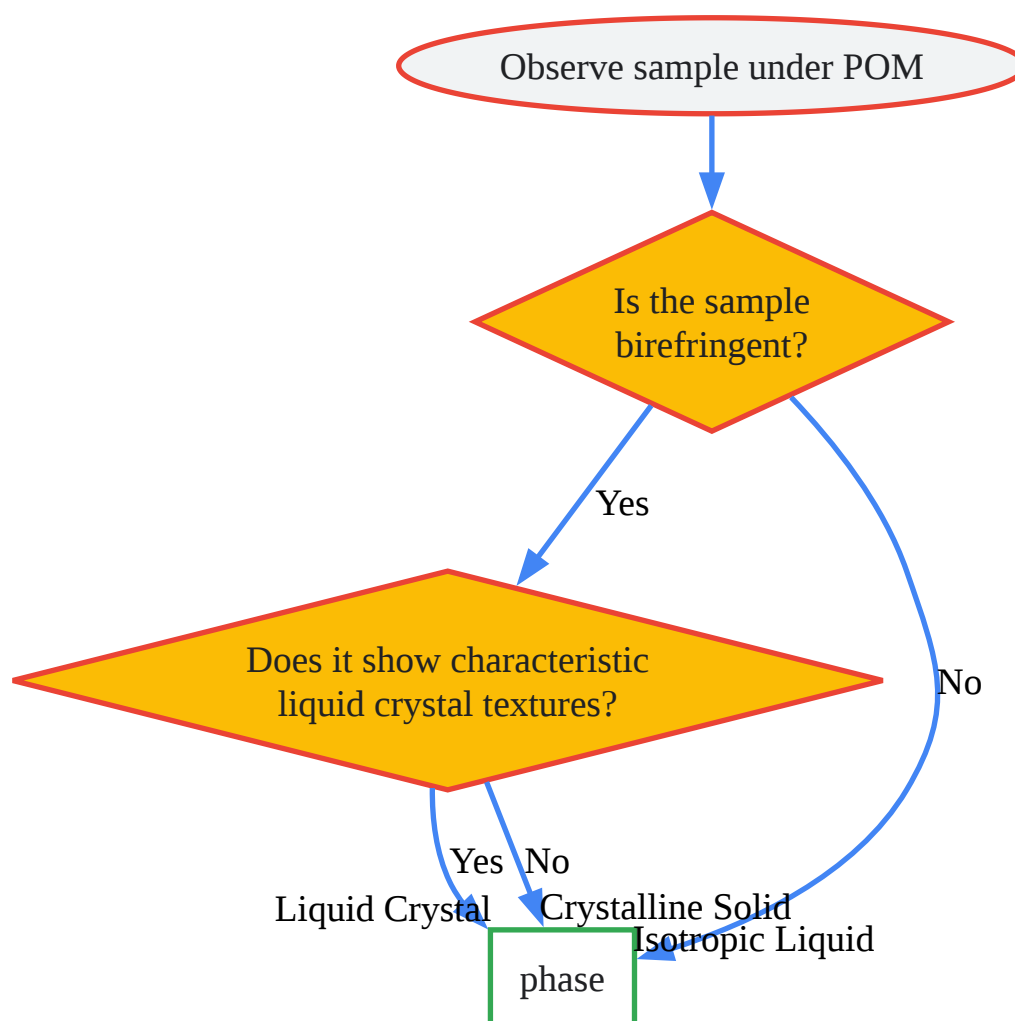 Observe sample under POM
Is the sample
birefringent?
Yes
Does it show characteristic
liquid crystal textures?
No
Yes
No
Liquid Crystal
Crystalline Solid
Isotropic Liquid
phase